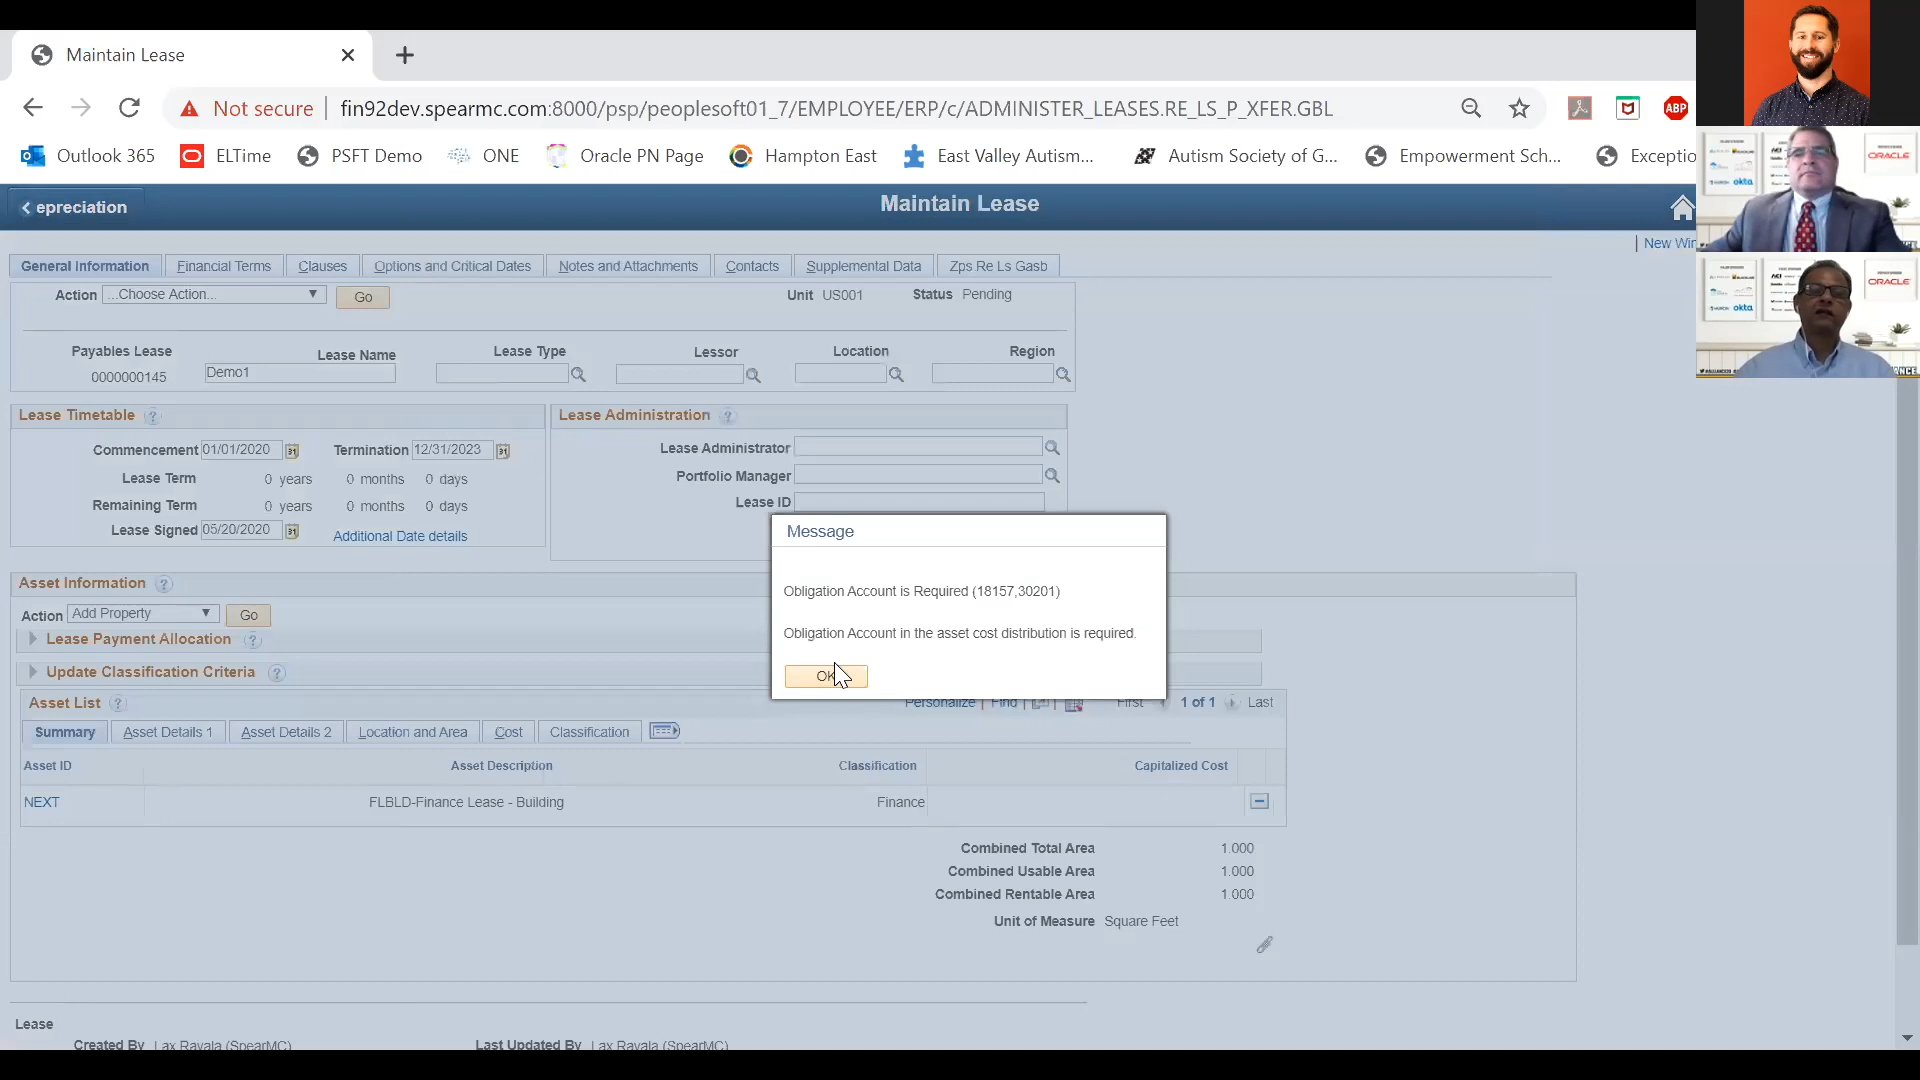 Maintain Lease
Not secure fin92dev.spearmc.com:8000/psp/peoplesoft01_7/EMPLOYEE/ERP/c/ADMINISTER_LEASES.RE_LS_P_XFER.GBL ABP
Outlook 365 ELTime PSFT Demo ONE Oracle PN Page Hampton East East Valley Autism... Autism Society of G... Empowerment Sch... Exceptio
epreciation Maintain Lease
New Win
General Information Financial Terms Clauses Options and Critical Dates Notes and Attachments Contacts Supplemental Data Zps Re Ls Gasb
Action ...Choose Action... Go Unit US001 Status Pending
Payables Lease Lease Name Lease Type Lessor Location Region
0000000145 Demo1
Lease Timetable Lease Administration
Commencement 01/01/2020 Termination 12/31/2023 Lease Administrator
Lease Term 0 years 0 months 0 days Portfolio Manager
Remaining Term 0 years 0 months 0 days Lease ID
Lease Signed 05/20/2020 Additional Date details
Message
Obligation Account is Required (18157,30201)
Obligation Account in the asset cost distribution is required.
OK
Asset Information
Action Add Property Go
Lease Payment Allocation
Update Classification Criteria
Asset List Personalize | Find | First 1 of 1 Last
Summary Asset Details 1 Asset Details 2 Location and Area Cost Classification
Asset ID Asset Description Classification Capitalized Cost
NEXT FLBLD-Finance Lease - Building Finance
Combined Total Area 1.000
Combined Usable Area 1.000
Combined Rentable Area 1.000
Unit of Measure Square Feet
Lease
Created By Lax Ravala (SpearMC) Last Updated By Lax Ravala (SpearMC)
ORACLE
okta
ORACLE
okta